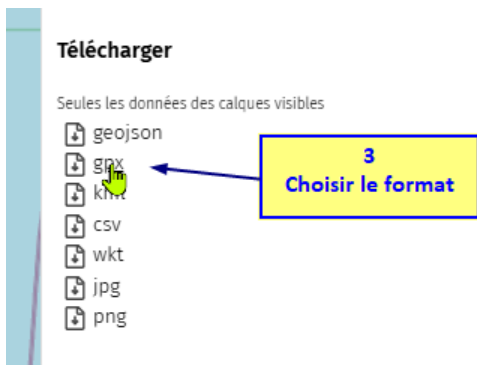 Télécharger
Seules les données des calques visibles
geojson
gpx
kml
csv
wkt
jpg
png
3
Choisir le format